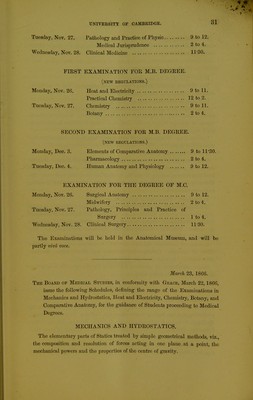 UNIVERSITY OF CAMBRIDGE. 31
Tuesday, Nov. 27. Pathology and Practice of Physic........ 9 to 12.
Medical Jurisprudence ............ 2 to 4.
Wednesday, Nov. 28. Clinical Medicine ............ 11·30.
FIRST EXAMINATION FOR M.B. DEGREE.
(NEW REGULATIONS.)
Monday, Nov. 26. Heat and Electricity ............ 9 to 11.
Practical Chemistry ............ 12 to 3.
Tuesday, Nov. 27. Chemistry ............ 9 to 11.
Botany ............ 2 to 4.
SECOND EXAMINATION FOR M.B. DEGREE.
(NEW REGULATIONS.)
Monday, Dec. 3. Elements of Comparative Anatomy........ 9 to 11·30.
Pharmacology ............ 2 to 4.
Tuesday, Dec. 4. Human Anatomy and Physiology ........ 9 to 12.
EXAMINATION FOR THE DEGREE OF M.C.
Monday, Nov. 26. Surgical Anatomy ............ 9 to 12.
Midwifery ............ 2 to 4.
Tuesday, Nov. 27. Pathology, Principles and Practice of
Surgery ............ 1 to 4.
Wednesday, Nov. 28. Clinical Surgery............ 11·30.
The Examinations will be held in the Anatomical Museum, and will be
partly vivâ voce.
March 23, 1866.
THE BOARD OF MEDICAL STUDIES, in conformity with GRACE, March 22, 1866,
issue the following Schedules, defining the range of the Examinations in
Mechanics and Hydrostatics, Heat and Electricity, Chemistry, Botany, and
Comparative Anatomy, for the guidance of Students proceeding to Medical
Degrees.
MECHANICS AND HYDROSTATICS.
The elementary parts of Statics treated by simple geometrical methods, viz.,
the composition and resolution of forces acting in one plane at a point, the
mechanical powers and the properties of the centre of gravity.